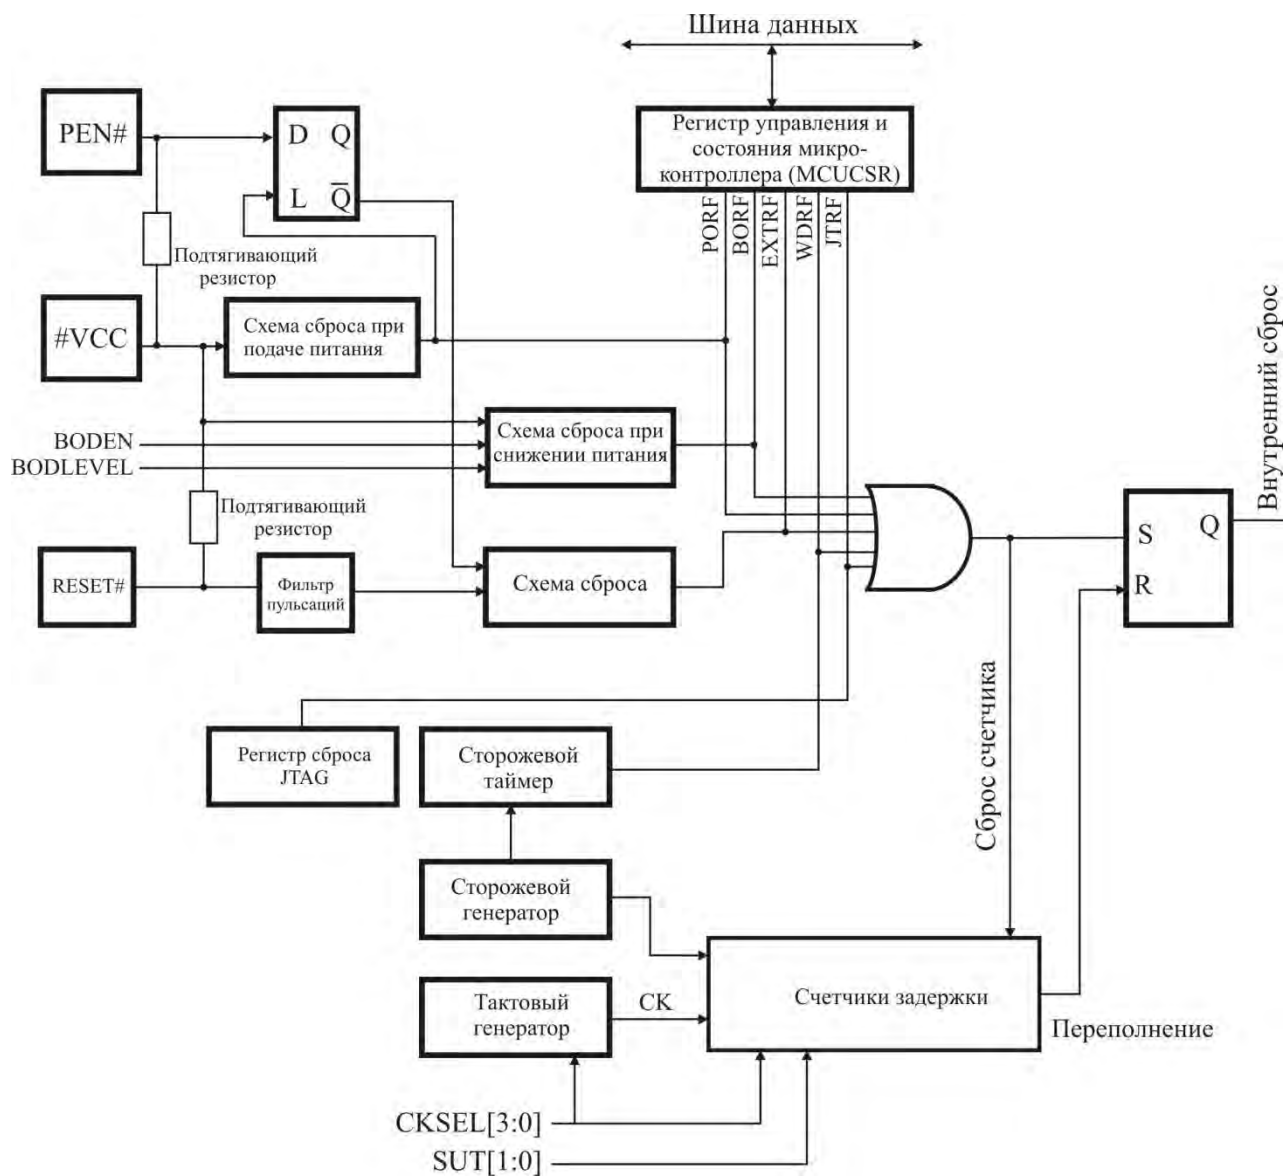 Шина данных
PEN#
D Q
L Q
Регистр управления и
состояния микро-
контроллера (MCUCSR)
PORF
BORF
EXTRF
WDRF
JTRF
Подтягивающий
резистор
#VCC
Схема сброса при
подаче питания
BODEN
BODLEVEL
Схема сброса при
снижении питания
Подтягивающий
резистор
RESET#
Фильтр
пульсаций
Схема сброса
S Q
R
Внутренний сброс
Сброс счетчика
Регистр сброса
JTAG
Сторожевой
таймер
Сторожевой
генератор
Тактовый
генератор
CK
Счетчики задержки
Переполнение
CKSEL[3:0]
SUT[1:0]